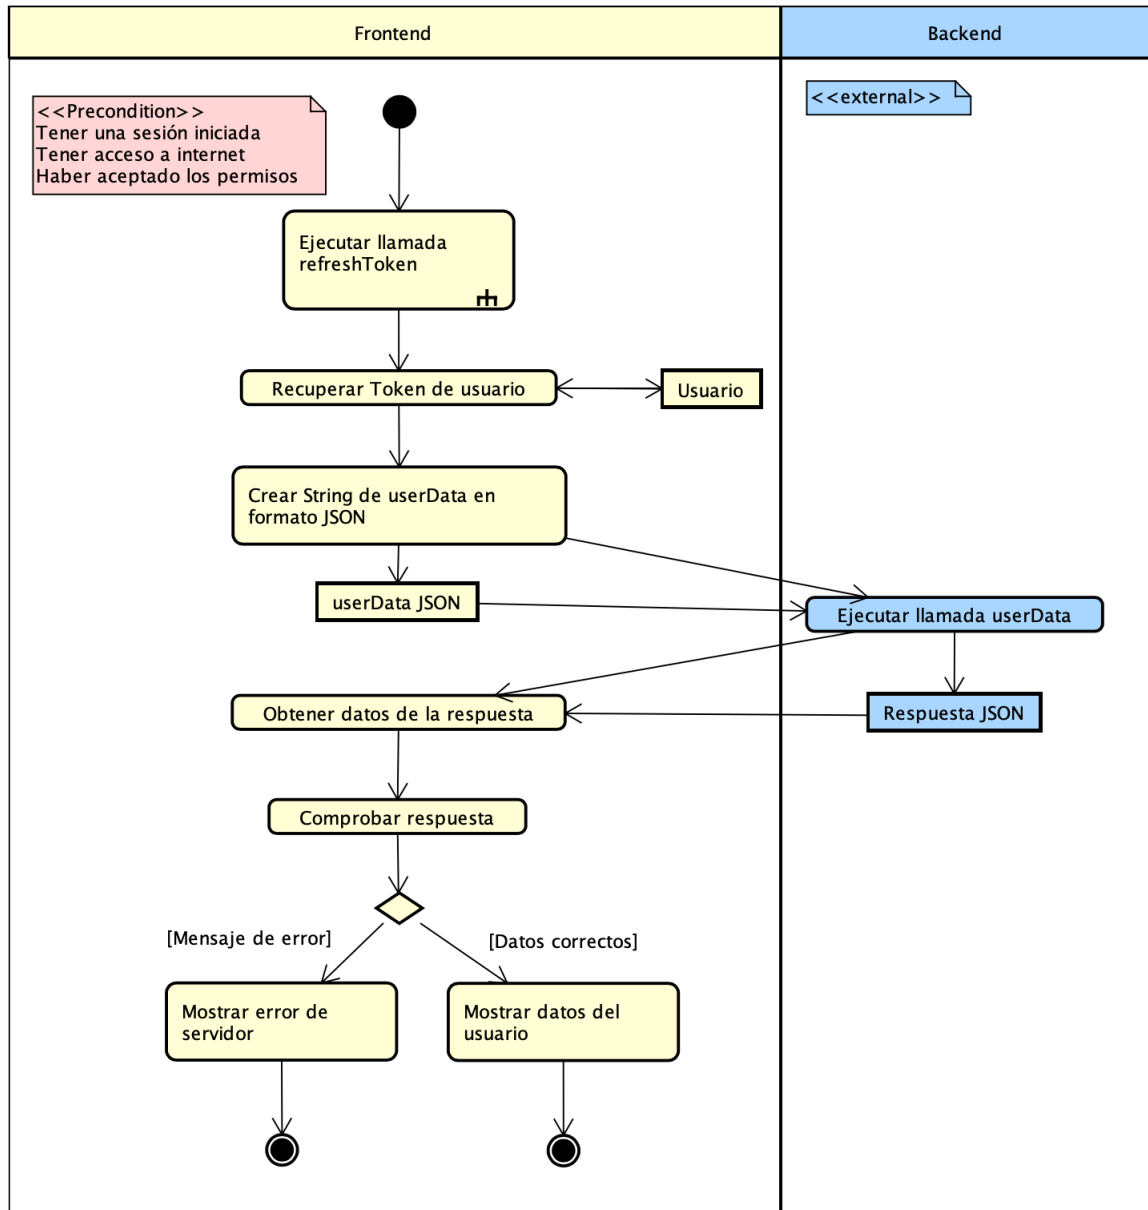 Frontend
Backend
<<Precondition>>
Tener una sesión iniciada
Tener acceso a internet
Haber aceptado los permisos
<<external>>
Ejecutar llamada
refreshToken
Recuperar Token de usuario
Usuario
Crear String de userData en
formato JSON
userData JSON
Ejecutar llamada userData
Obtener datos de la respuesta
Respuesta JSON
Comprobar respuesta
[Mensaje de error]
[Datos correctos]
Mostrar error de
servidor
Mostrar datos del
usuario